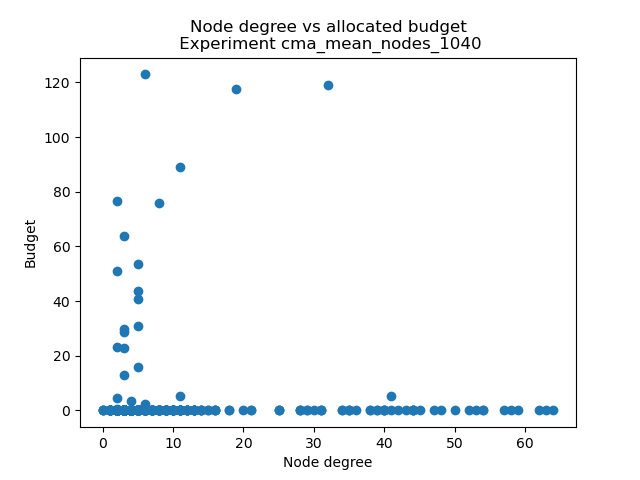 Node degree vs allocated budget
Experiment cma_mean_nodes_1040
120
100
80
60
40
20
0
Budget
0 10 20 30 40 50 60
Node degree